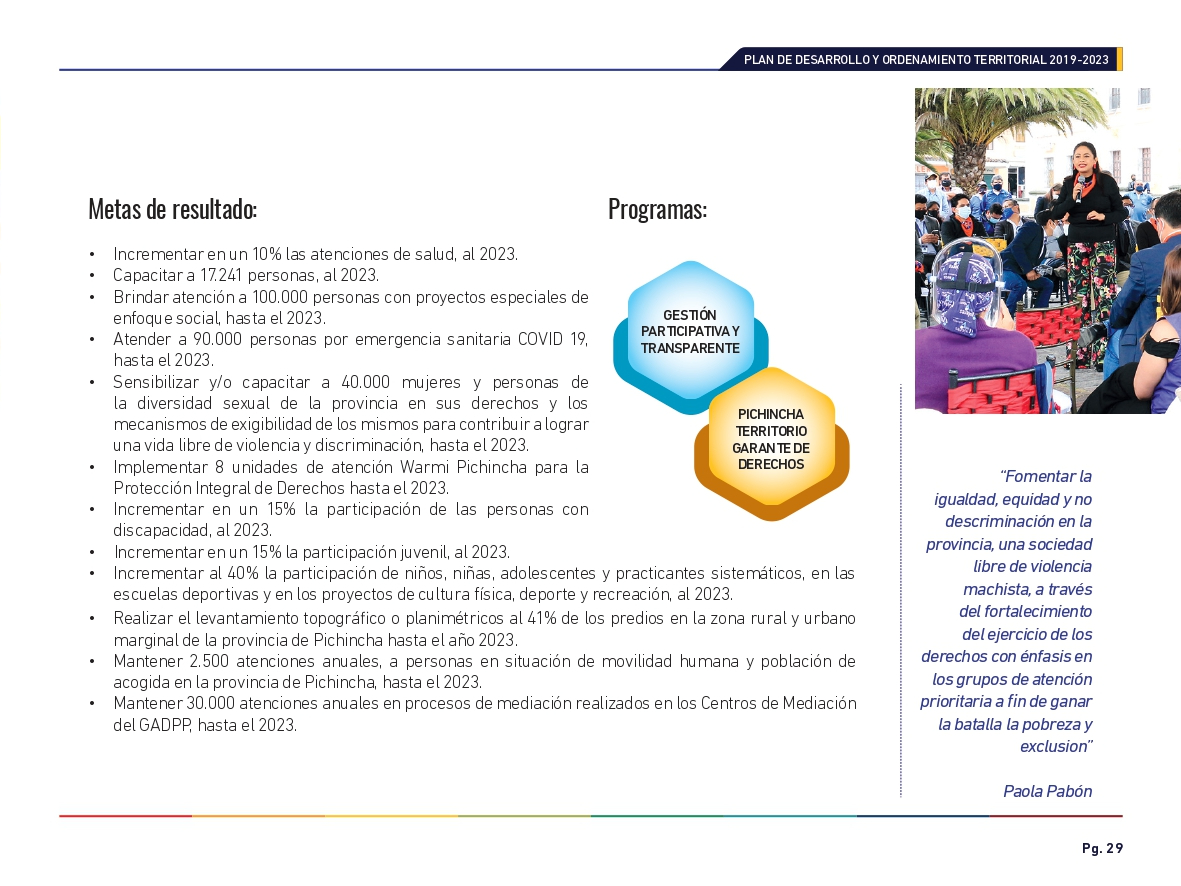 PLAN DE DESARROLLO Y ORDENAMIENTO TERRITORIAL 2019-2023
Metas de resultado:
• Incrementar en un 10% las atenciones de salud, al 2023.
• Capacitar a 17.241 personas, al 2023.
• Brindar atención a 100.000 personas con proyectos especiales de
enfoque social, hasta el 2023.
• Atender a 90.000 personas por emergencia sanitaria COVID 19,
hasta el 2023.
• Sensibilizar y/o capacitar a 40.000 mujeres y personas de
la diversidad sexual de la provincia en sus derechos y los
mecanismos de exigibilidad de los mismos para contribuir a lograr
una vida libre de violencia y discriminación, hasta el 2023.
• Implementar 8 unidades de atención Warmi Pichincha para la
Protección Integral de Derechos hasta el 2023.
• Incrementar en un 15% la participación de las personas con
discapacidad, al 2023.
• Incrementar en un 15% la participación juvenil, al 2023.
• Incrementar al 40% la participación de niños, niñas, adolescentes y practicantes sistemáticos, en las
escuelas deportivas y en los proyectos de cultura física, deporte y recreación, al 2023.
• Realizar el levantamiento topográfico o planimétricos al 41% de los predios en la zona rural y urbano
marginal de la provincia de Pichincha hasta el año 2023.
• Mantener 2.500 atenciones anuales, a personas en situación de movilidad humana y población de
acogida en la provincia de Pichincha, hasta el 2023.
• Mantener 30.000 atenciones anuales en procesos de mediación realizados en los Centros de Mediación
del GADPP, hasta el 2023.
Programas:
GESTIÓN
PARTICIPATIVA Y
TRANSPARENTE
PICHINCHA
TERRITORIO
GARANTE DE
DERECHOS
“Fomentar la
igualdad, equidad y no
descriminación en la
provincia, una sociedad
libre de violencia
machista, a través
del fortalecimiento
del ejercicio de los
derechos con énfasis en
los grupos de atención
prioritaria a fin de ganar
la batalla la pobreza y
exclusion”
Paola Pabón
Pg. 29